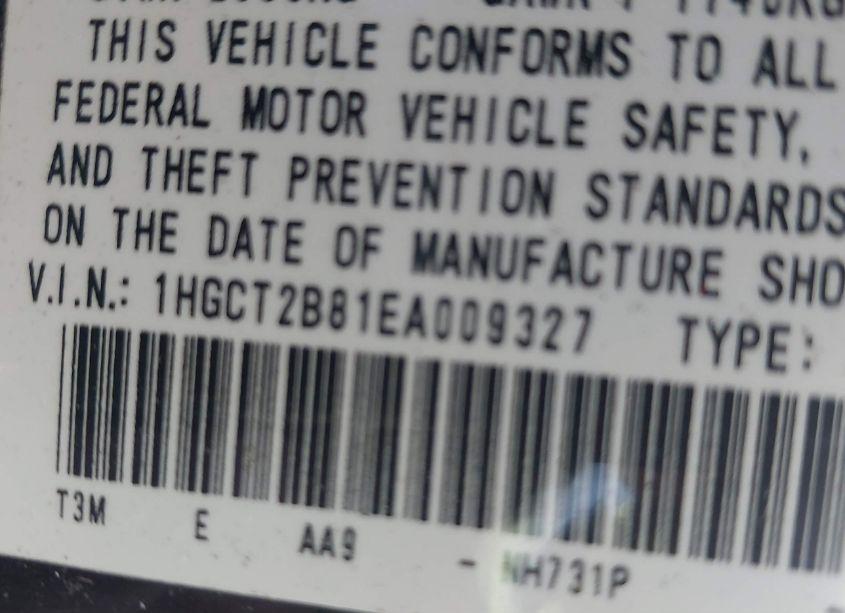 THIS VEHICLE CONFORMS TO ALL
FEDERAL MOTOR VEHICLE SAFETY,
AND THEFT PREVENTION STANDARDS
ON THE DATE OF MANUFACTURE SHO
V.I.N.: 1HGCT2B81EA009327 TYPE:
T3M E AA9 - NH731P